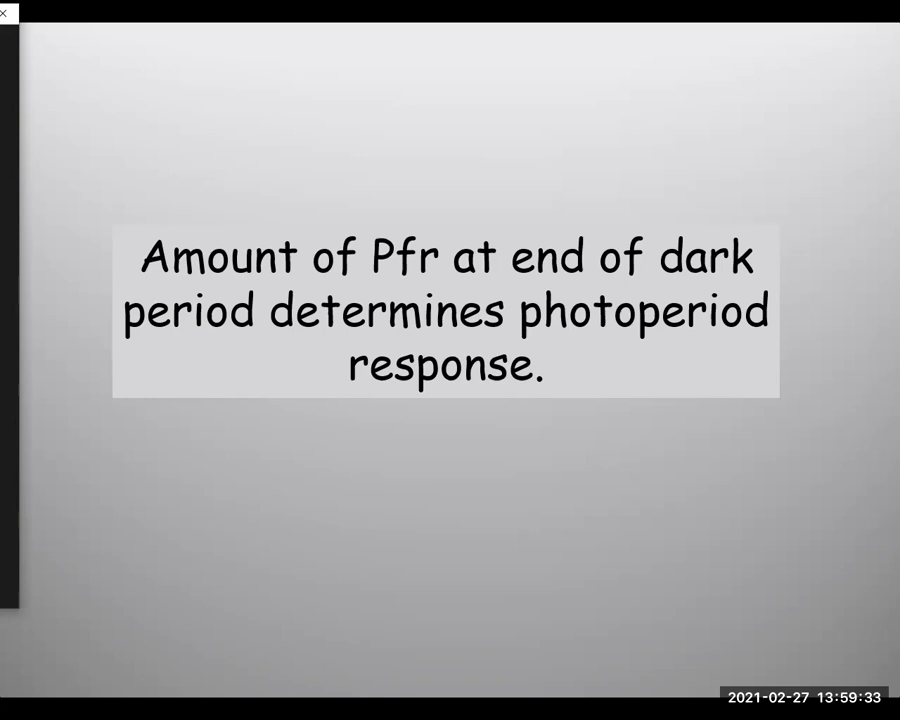 Amount of Pfr at end of dark
period determines photoperiod
response.
2021-02-27 13:59:33